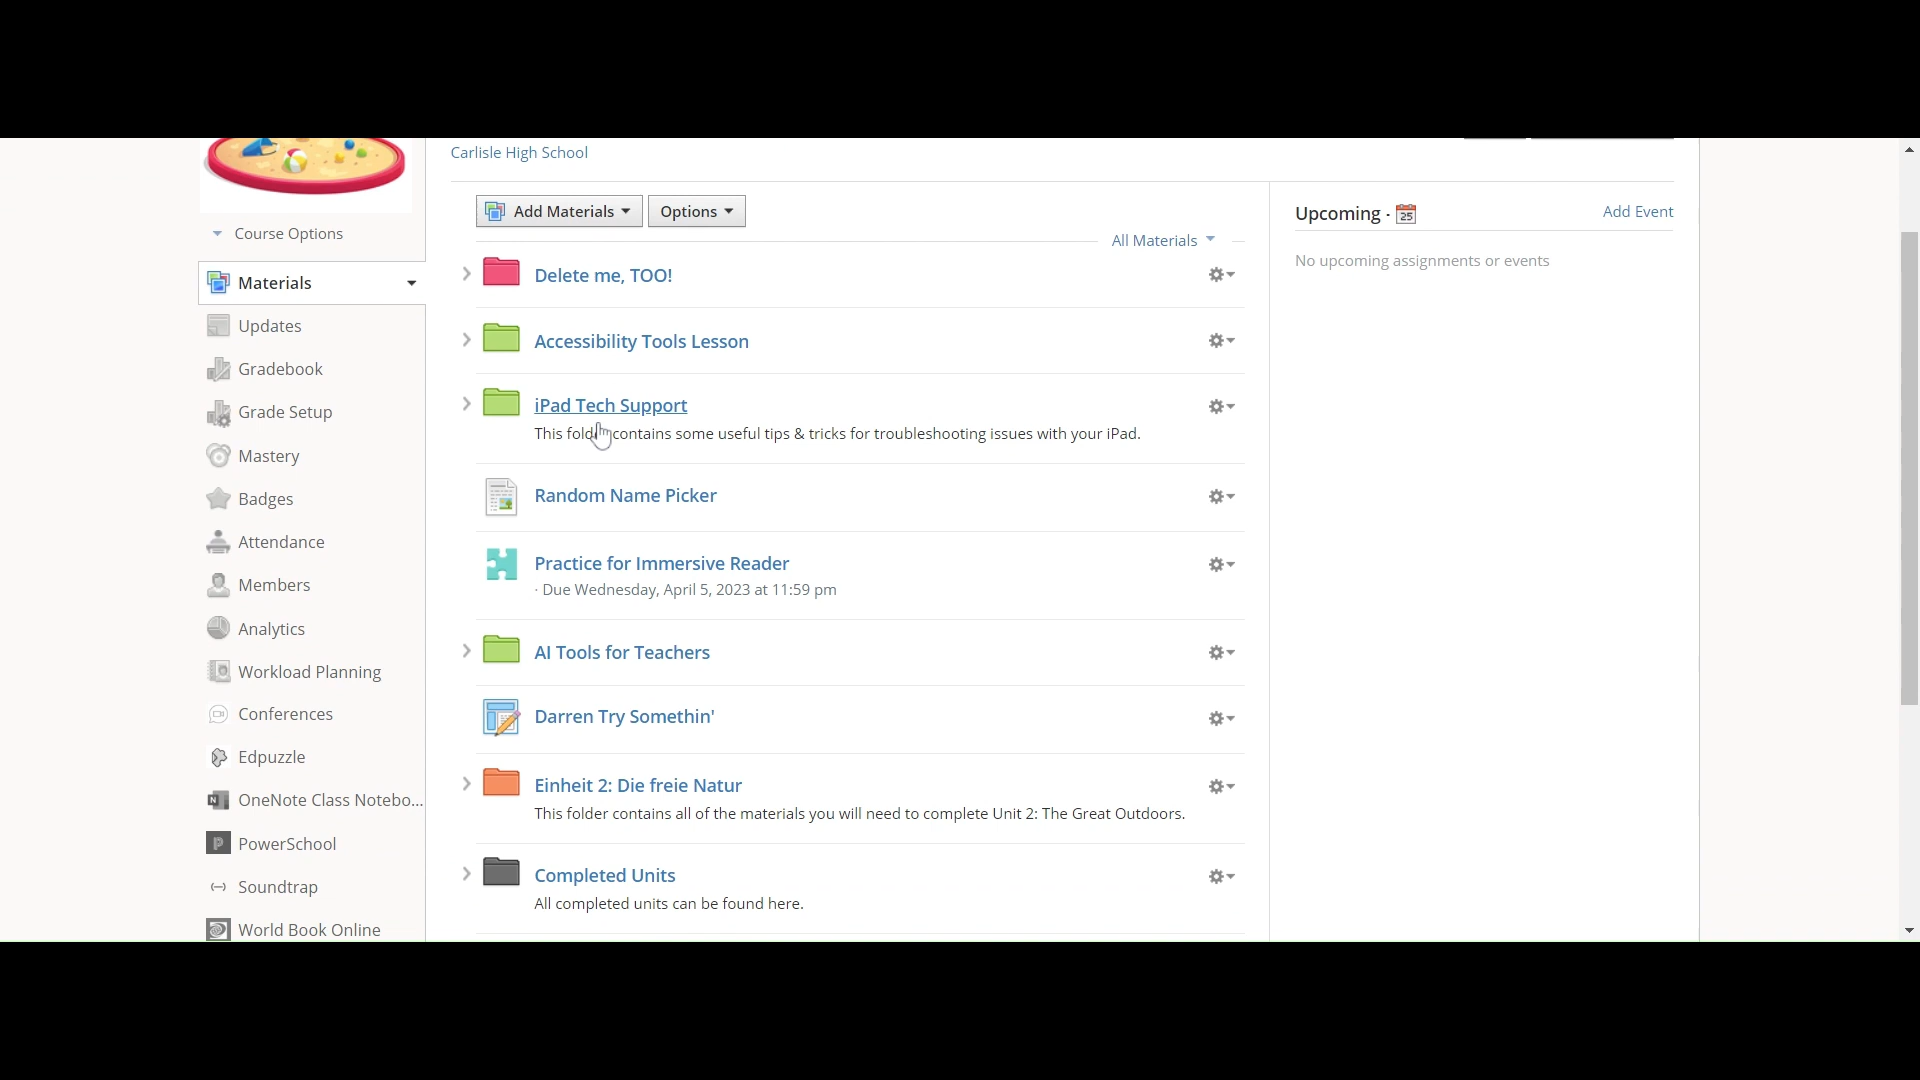 Carlisle High School
Add Materials
Options
Upcoming ·
25
Add Event
Course Options
All Materials
No upcoming assignments or events
Materials
Updates
Gradebook
Grade Setup
Mastery
Badges
Attendance
Members
Analytics
Workload Planning
Conferences
Edpuzzle
N
OneNote Class Notebo...
P
PowerSchool
Soundtrap
World Book Online
Delete me, TOO!
Accessibility Tools Lesson
iPad Tech Support
This folder contains some useful tips & tricks for troubleshooting issues with your iPad.
Random Name Picker
Practice for Immersive Reader
· Due Wednesday, April 5, 2023 at 11:59 pm
AI Tools for Teachers
Darren Try Somethin'
Einheit 2: Die freie Natur
This folder contains all of the materials you will need to complete Unit 2: The Great Outdoors.
Completed Units
All completed units can be found here.